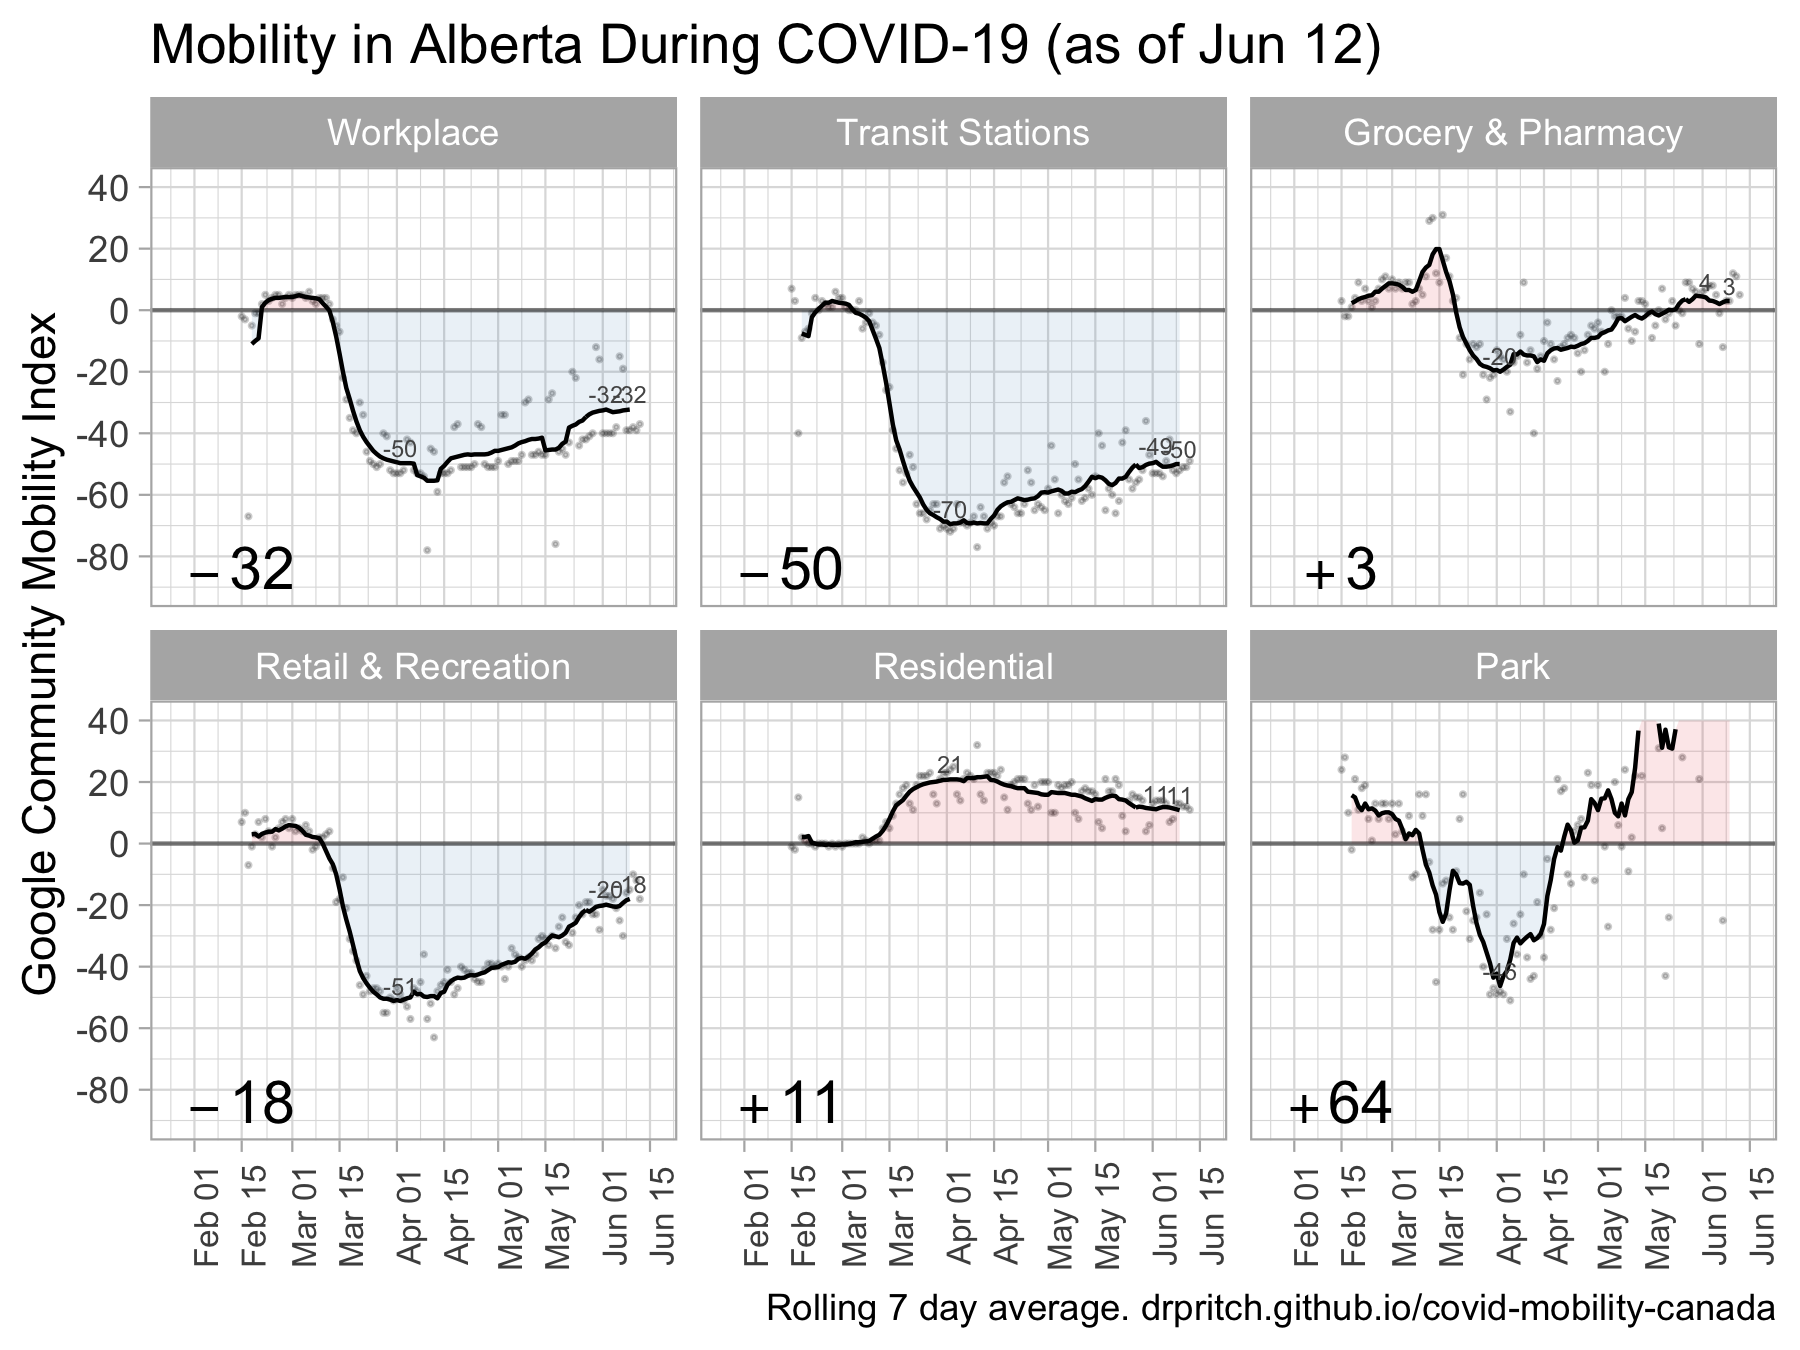 Mobility in Alberta During COVID-19 (as of Jun 12)
Google Community Mobility Index
Workplace
Transit Stations
Grocery & Pharmacy
40
20
0
-20
-40
-60
-80
-50
-32
-32
− 32
-70
-49
-50
− 50
-20
4
3
+ 3
Retail & Recreation
Residential
Park
40
20
0
-20
-40
-60
-80
-51
-20
-18
− 18
21
11
11
+ 11
-46
+ 64
Feb 01
Feb 15
Mar 01
Mar 15
Apr 01
Apr 15
May 01
May 15
Jun 01
Jun 15
Feb 01
Feb 15
Mar 01
Mar 15
Apr 01
Apr 15
May 01
May 15
Jun 01
Jun 15
Feb 01
Feb 15
Mar 01
Mar 15
Apr 01
Apr 15
May 01
May 15
Jun 01
Jun 15
Rolling 7 day average. drpritch.github.io/covid-mobility-canada